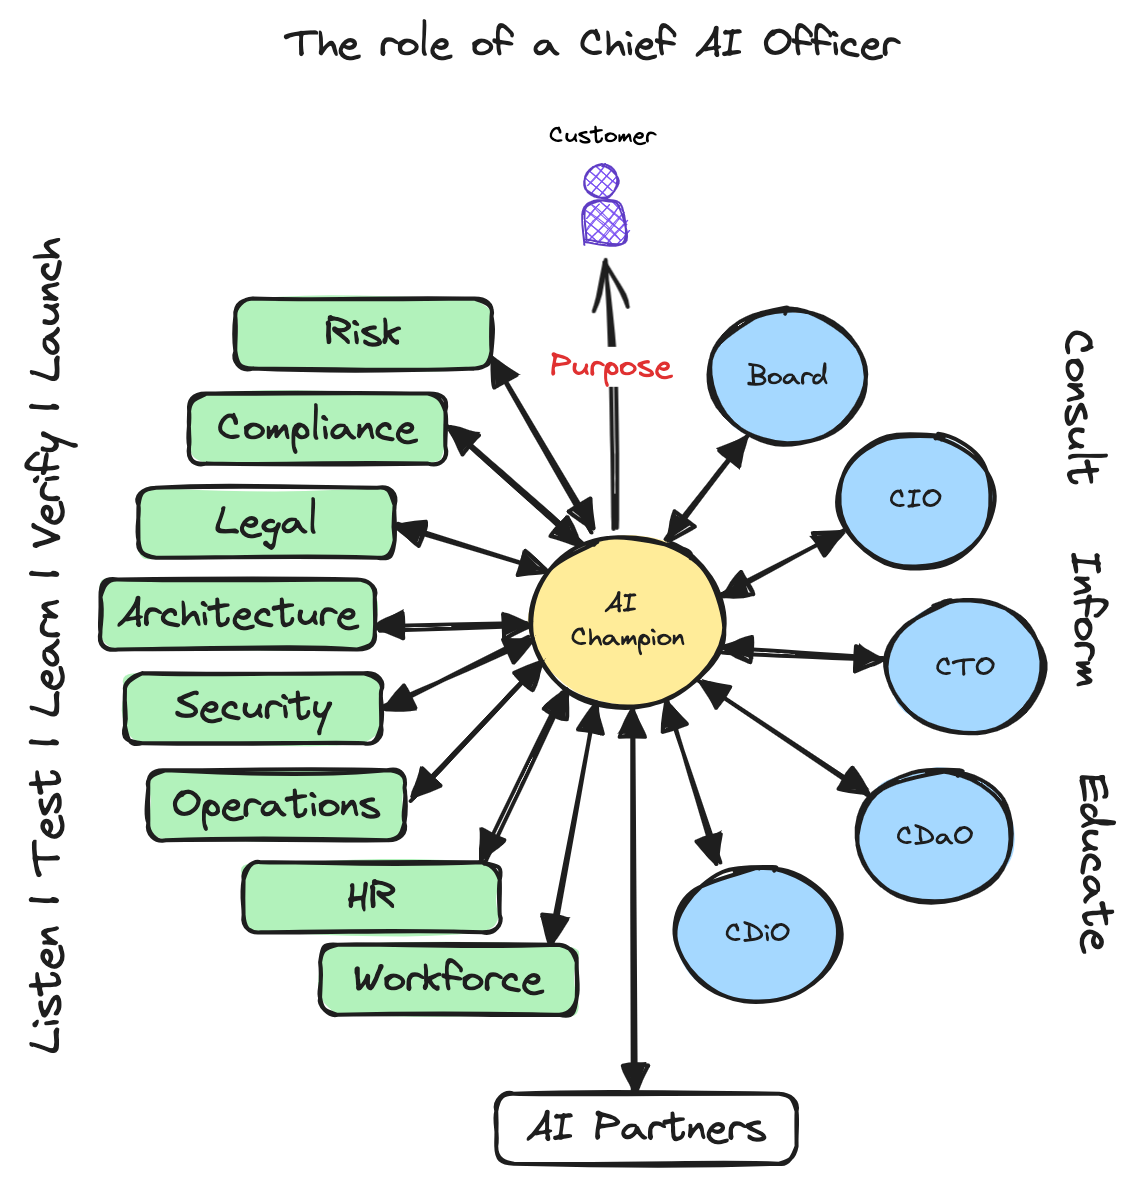 The role of a Chief AI Officer
Customer
Purpose
Listen | Test | Learn | Verify | Launch
Risk
Compliance
Legal
Architecture
Security
Operations
HR
Workforce
AI
Champion
Board
CIO
CTO
CDaO
CDiO
Consult
Inform
Educate
AI Partners